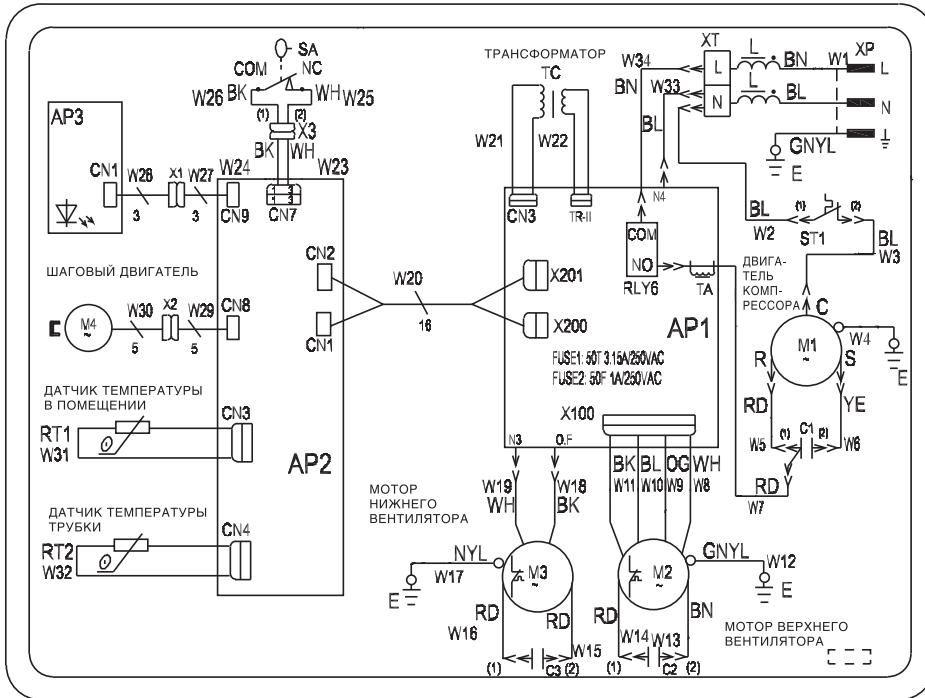 SA
COM NC
W26 BK WH W25
(1) (2)
X3
BK WH
W24 W23
CN7
AP3
CN1 W28 X1 W27
3 3 CN9
ШАГОВЫЙ ДВИГАТЕЛЬ
M4
~
W30 X2 W29 CN8
5 5
ДАТЧИК ТЕМПЕРАТУРЫ
В ПОМЕЩЕНИИ
RT1
W31
CN3
ДАТЧИК ТЕМПЕРАТУРЫ
ТРУБКИ
RT2
W32
CN4
AP2
CN2
CN1
W20
16
X201
X200
ТРАНСФОРМАТОР
TC
W21 W22
CN3 TR-II
W34
BN
W33
BL
N4
COM
NO
RLY6
TA
AP1
FUSE1: 50T 3.15A/250VAC
FUSE2: 50F 1A/250VAC
X100
N3 O.F
XT
L
N
L BN W1 XP
L
L BL N
GNYL
E
BL (1) (2)
W2 ST1 BL
W3
ДВИГА-
ТЕЛЬ
КОМП-
РЕССОРА
C
M1
~
W4
E
R S
RD YE
W5 (1) C1 (2) W6
RD
W7
BK BL OG WH
W11 W10 W9 W8
МОТОР
НИЖНЕГО
ВЕНТИЛЯТОРА
W19 W18
WH BK
NYL
W17
E
M3
~
RD RD
W16 W15
(1) C3 (2)
M2
~
GNYL
W12
E
RD BN
W14 W13
(1) C2 (2)
МОТОР ВЕРХНЕГО
ВЕНТИЛЯТОРА